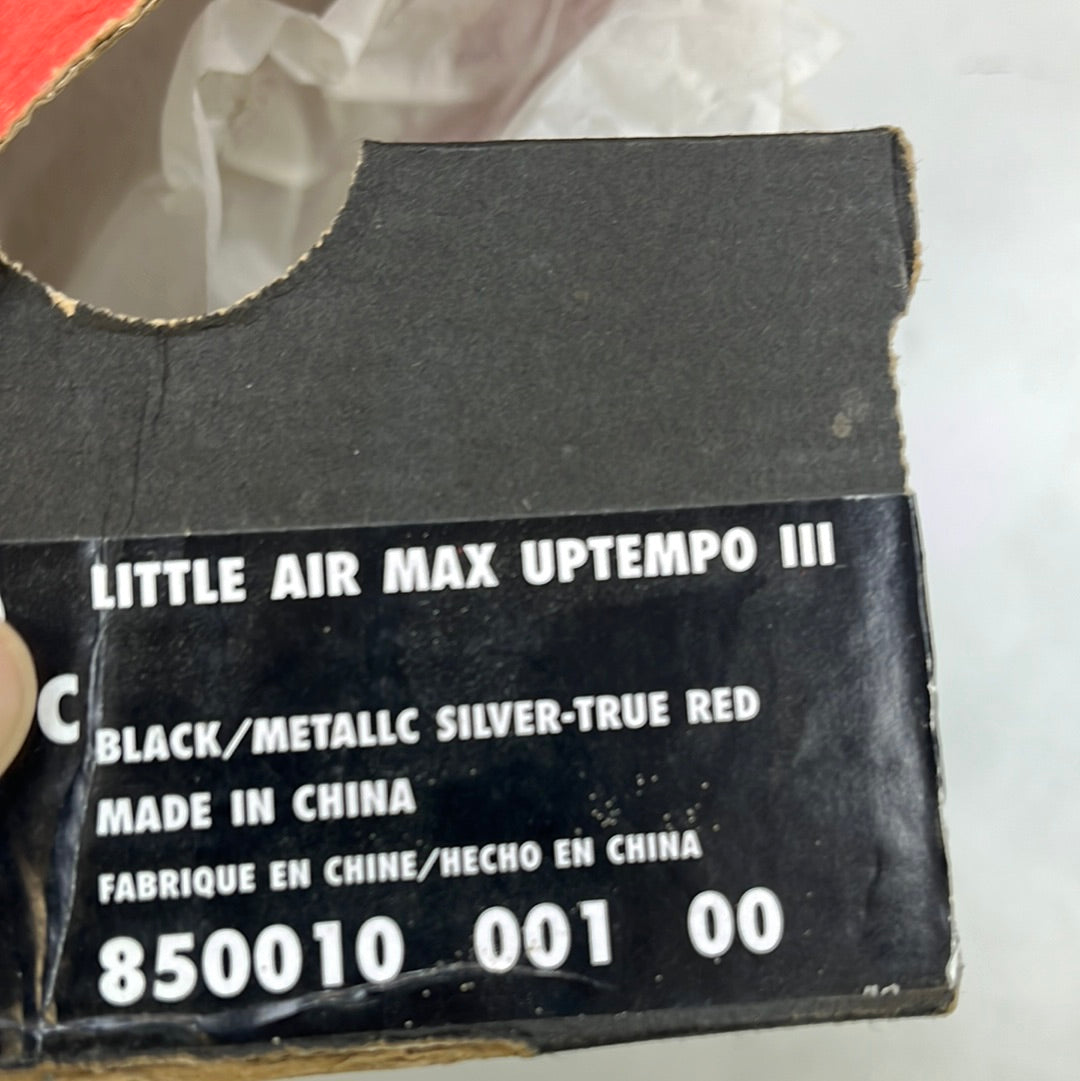 LITTLE AIR MAX UPTEMPO III
C
BLACK/METALLC SILVER-TRUE RED
MADE IN CHINA
FABRIQUE EN CHINE/HECHO EN CHINA
850010 001 00